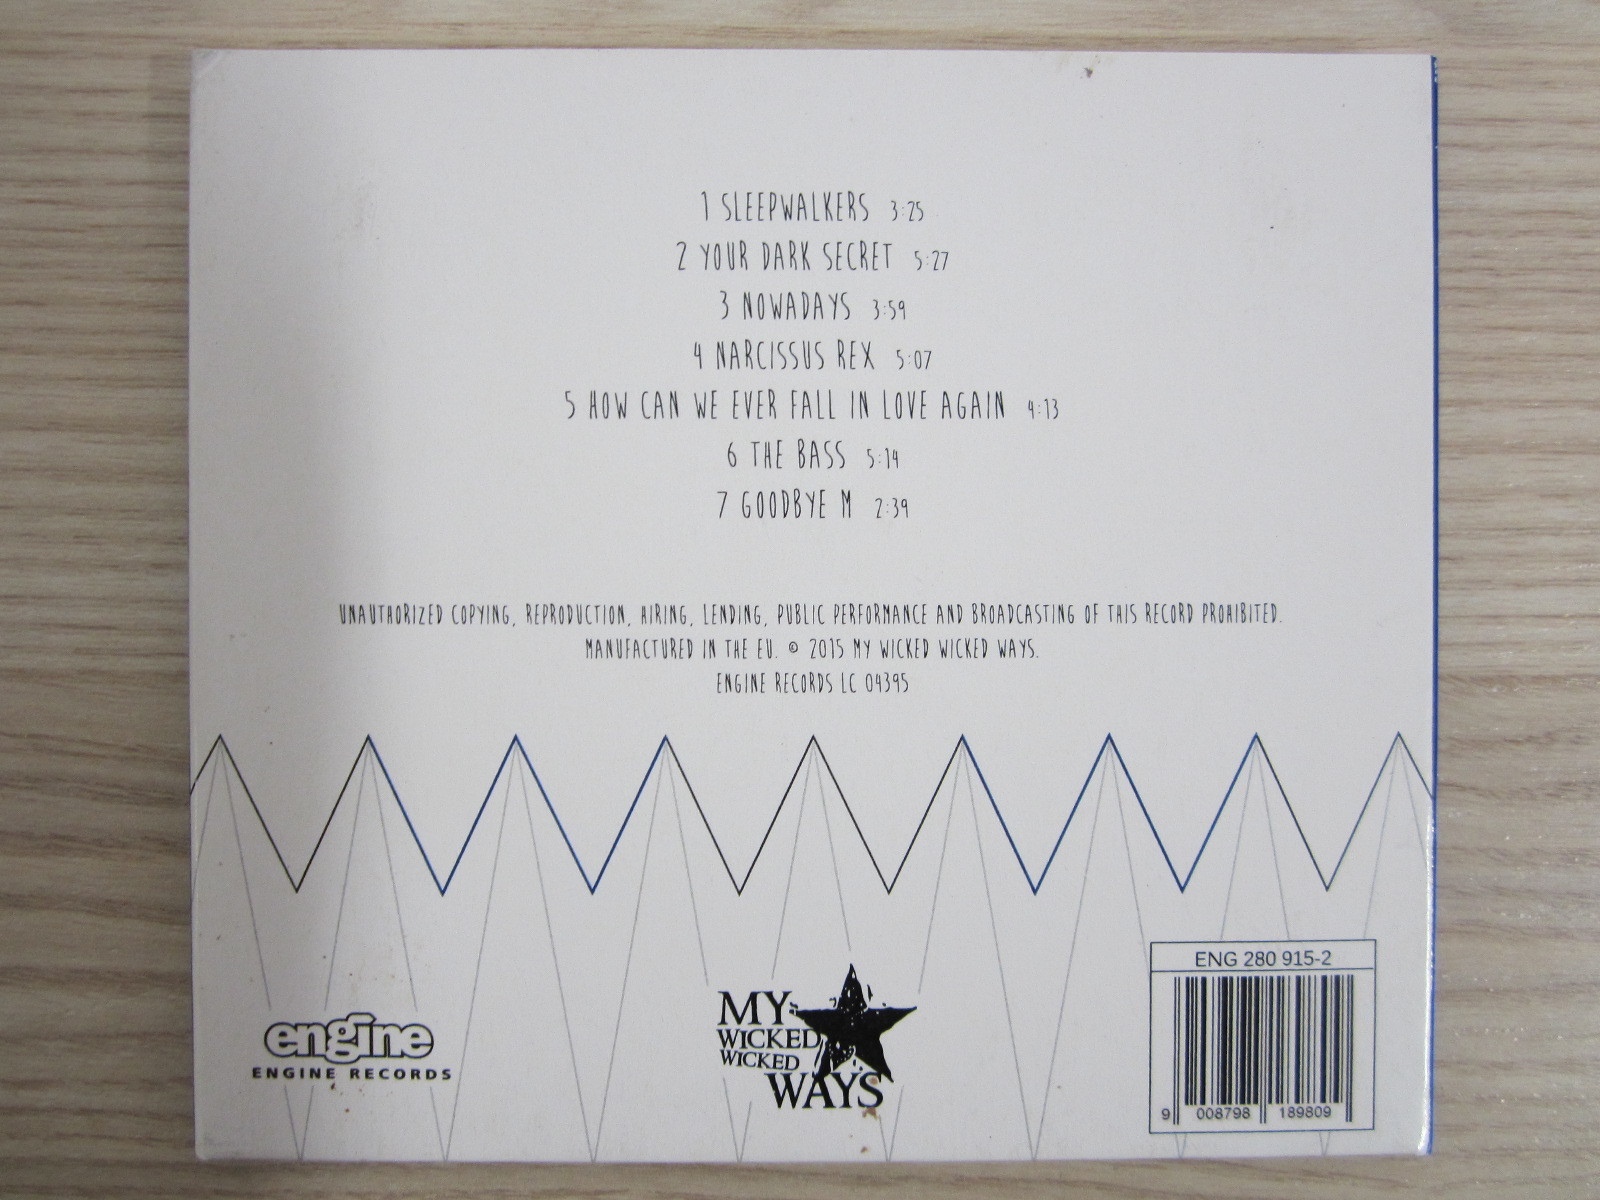 1 SLEEPWALKERS 3:25
2 YOUR DARK SECRET 5:27
3 NOWADAYS 3:59
4 NARCISSUS REX 5:07
5 HOW CAN WE EVER FALL IN LOVE AGAIN 4:13
6 THE BASS 5:14
7 GOODBYE M 2:39
UNAUTHORIZED COPYING, REPRODUCTION, HIRING, LENDING, PUBLIC PERFORMANCE AND BROADCASTING OF THIS RECORD PROHIBITED.
MANUFACTURED IN THE EU. © 2015 MY WICKED WICKED WAYS.
ENGINE RECORDS LC 04395
engine
ENGINE RECORDS
MY
WICKED
WICKED
WAYS
ENG 280 915-2
9 008798 189809